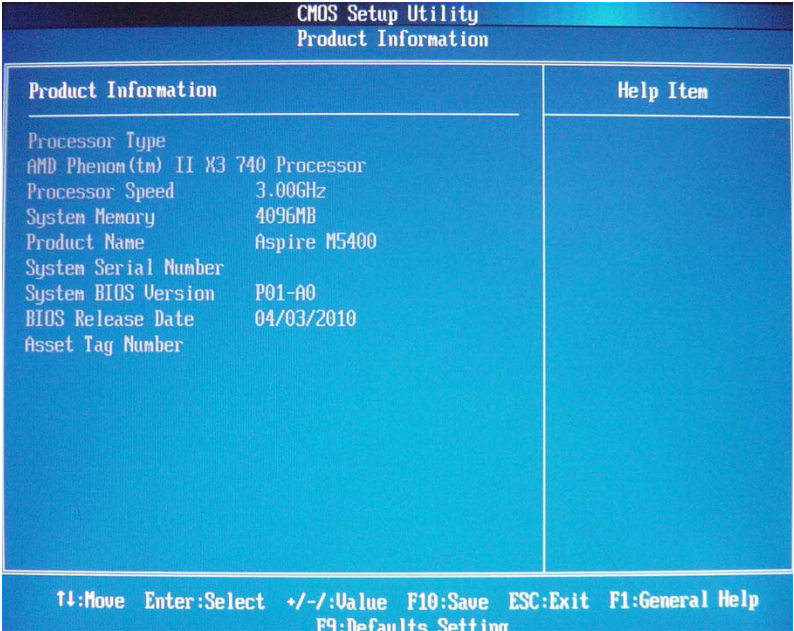 CMOS Setup Utility
Product Information
Product Information
Help Item
Processor Type
AMD Phenom(tm) II X3 740 Processor
Processor Speed 3.00GHz
System Memory 4096MB
Product Name Aspire M5400
System Serial Number
System BIOS Version P01-A0
BIOS Release Date 04/03/2010
Asset Tag Number
↑↓:Move Enter:Select +/-/:Value F10:Save ESC:Exit F1:General Help
F9:Defaults Setting